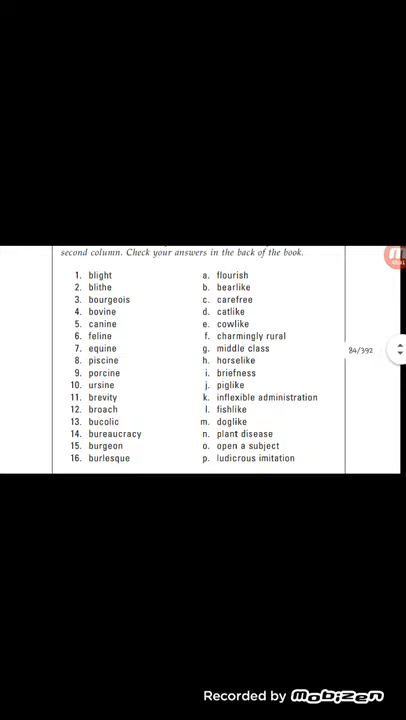 second column. Check your answers in the back of the book.
1. blight a. flourish
2. blithe b. bearlike
3. bourgeois c. carefree
4. bovine d. catlike
5. canine e. cowlike
6. feline f. charmingly rural
7. equine g. middle class
8. piscine h. horselike
9. porcine i. briefness
10. ursine j. piglike
11. brevity k. inflexible administration
12. broach l. fishlike
13. bucolic m. doglike
14. bureaucracy n. plant disease
15. burgeon o. open a subject
16. burlesque p. ludicrous imitation
84/392
Recorded by mobizen